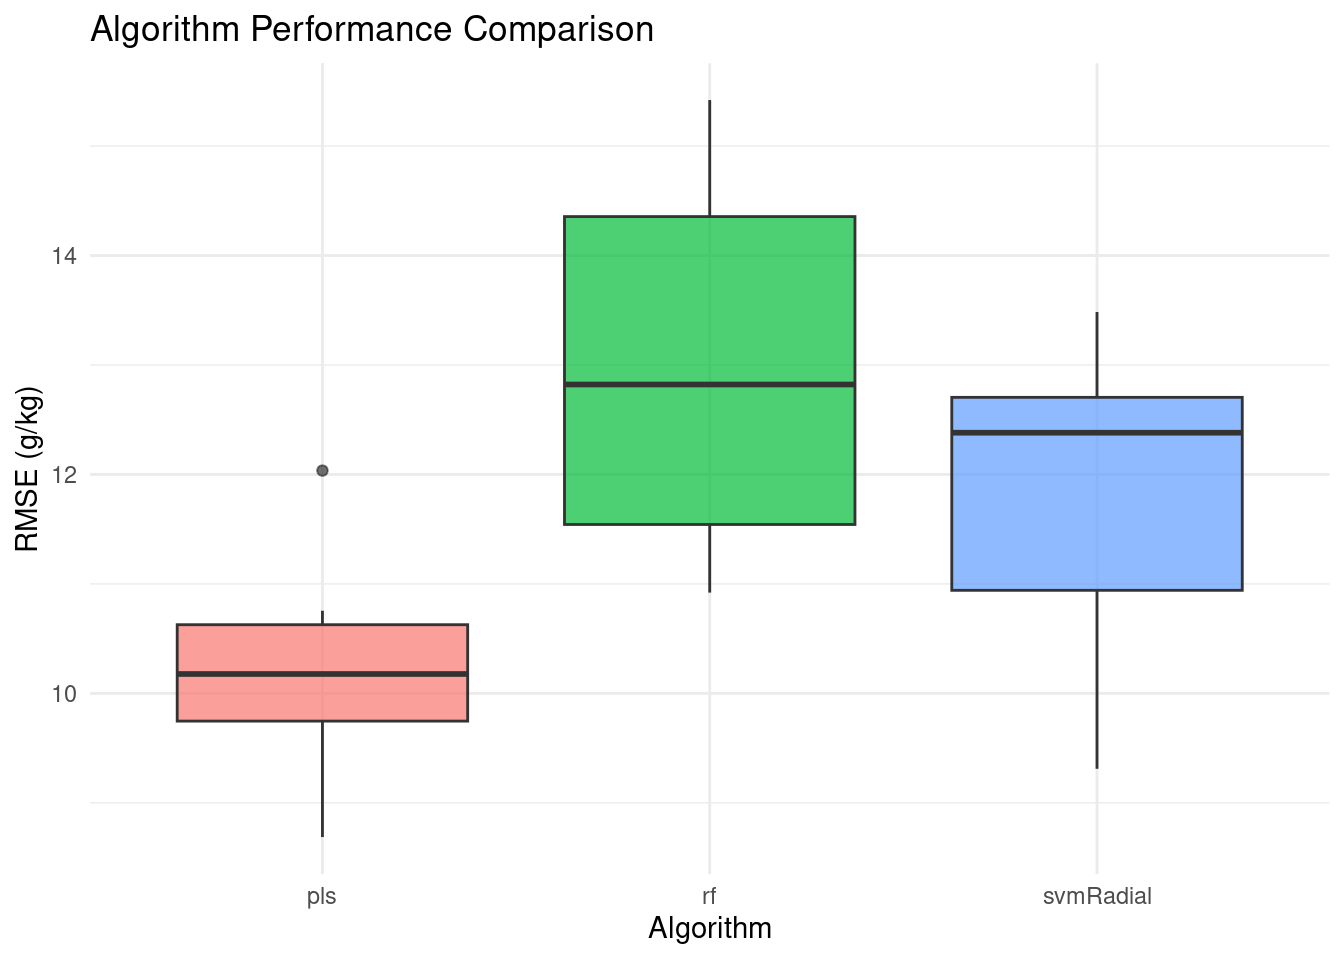 Algorithm Performance Comparison
RMSE (g/kg)
14
12
10
pls
rf
svmRadial
Algorithm